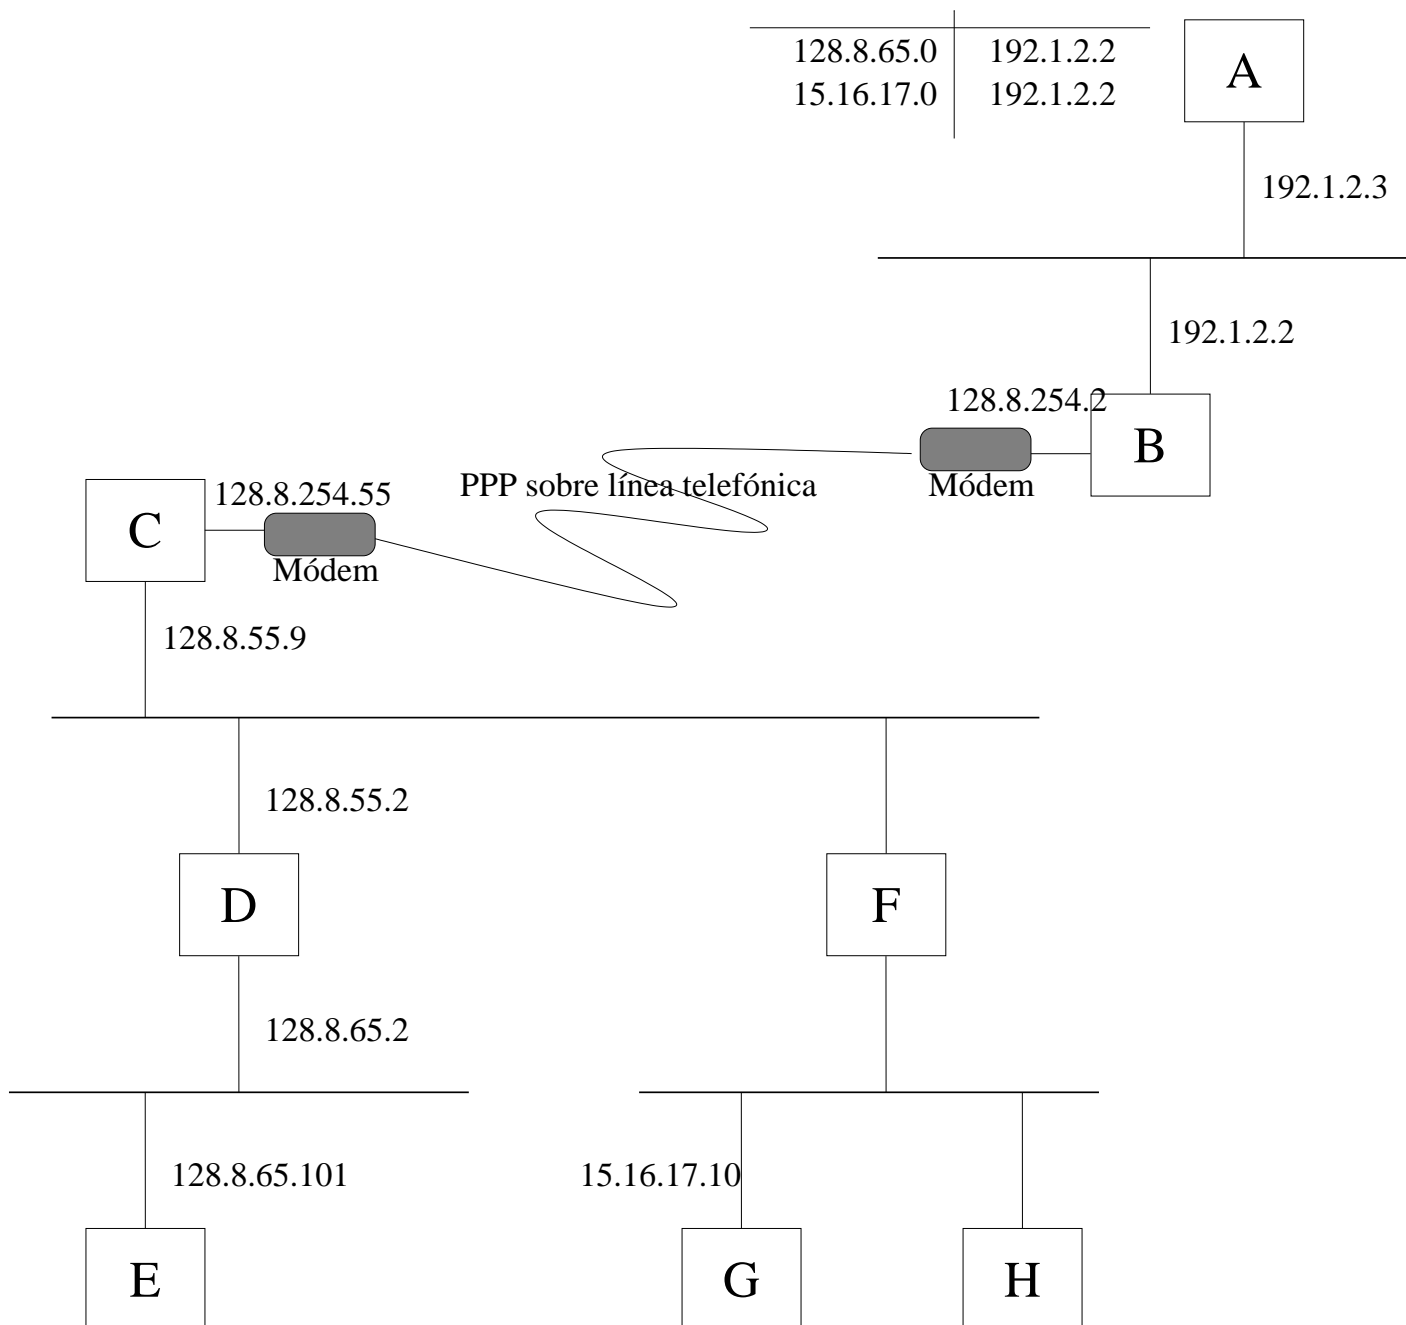 128.8.65.0 192.1.2.2
15.16.17.0 192.1.2.2
A
192.1.2.3
192.1.2.2
128.8.254.2
B
Módem
PPP sobre línea telefónica
128.8.254.55
C
Módem
128.8.55.9
128.8.55.2
D
F
128.8.65.2
128.8.65.101
15.16.17.10
E
G
H